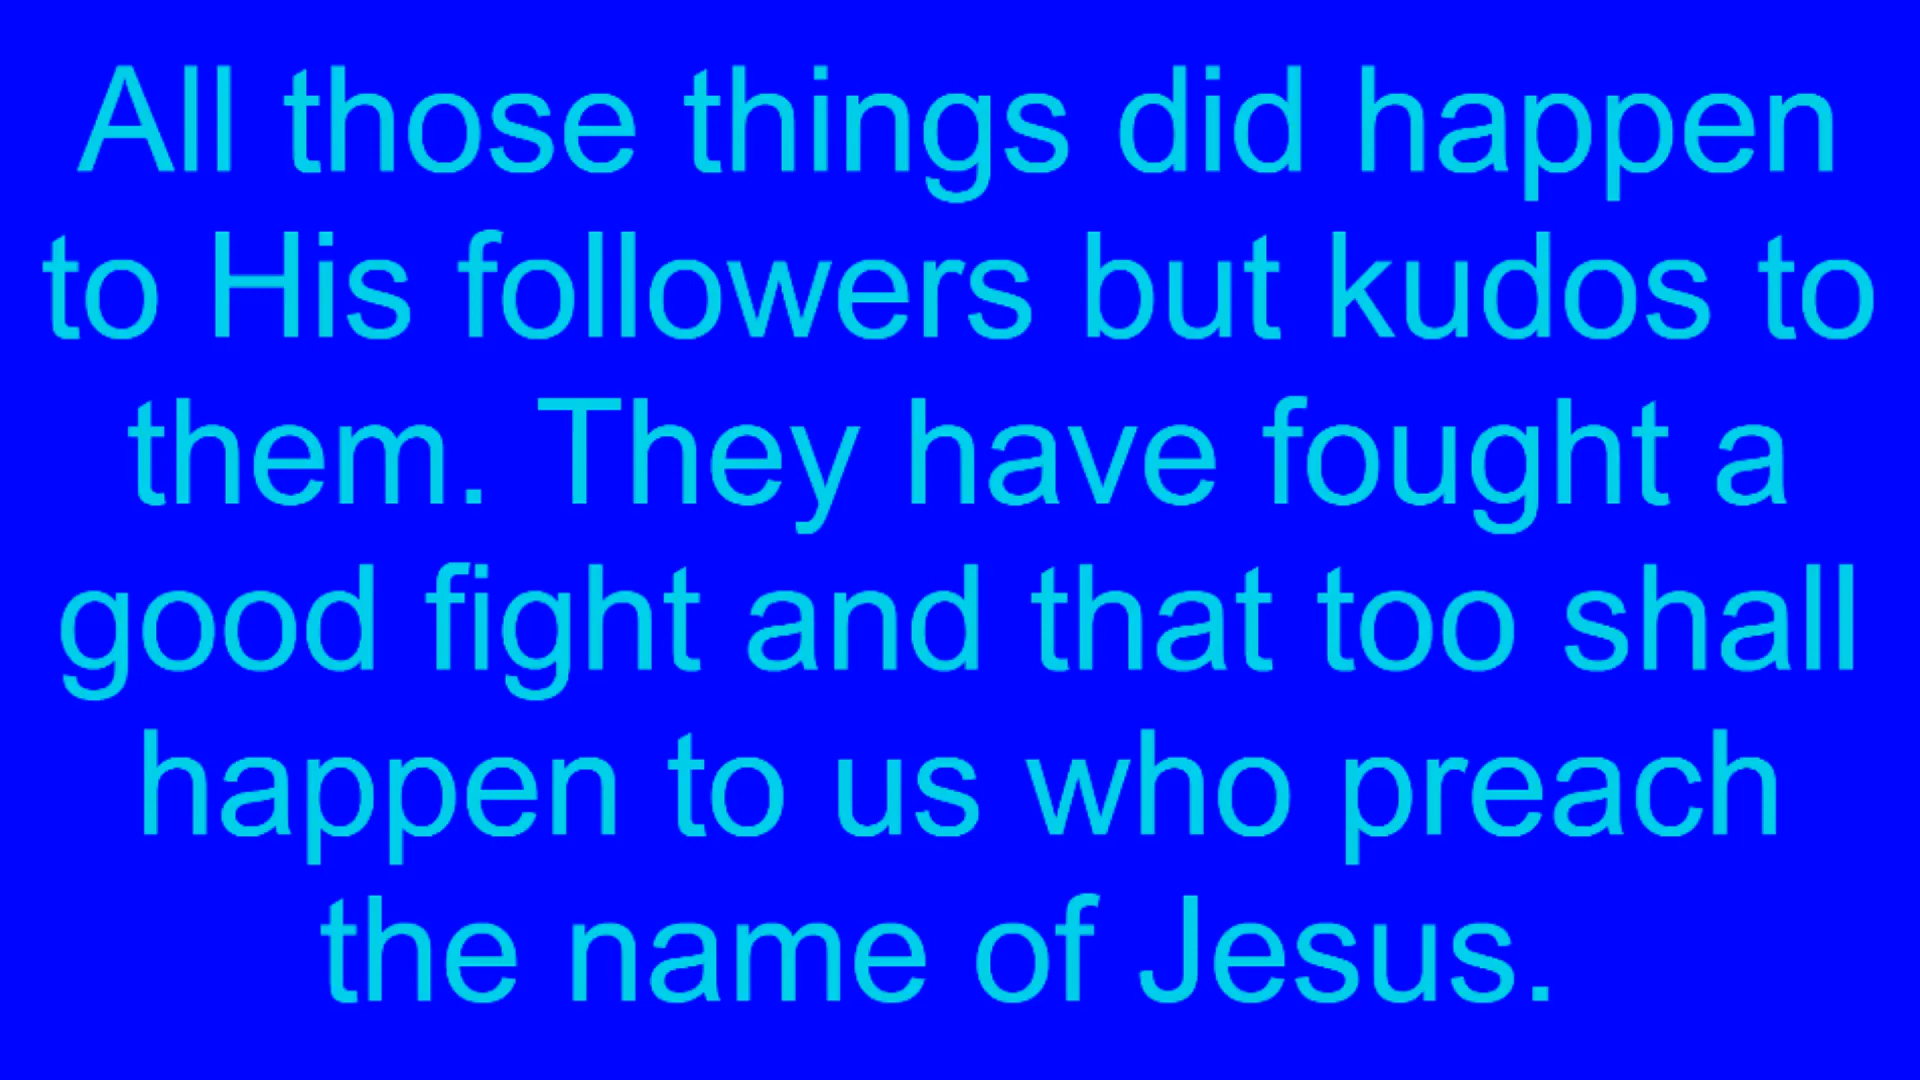 All those things did happen
to His followers but kudos to
them. They have fought a
good fight and that too shall
happen to us who preach
the name of Jesus.